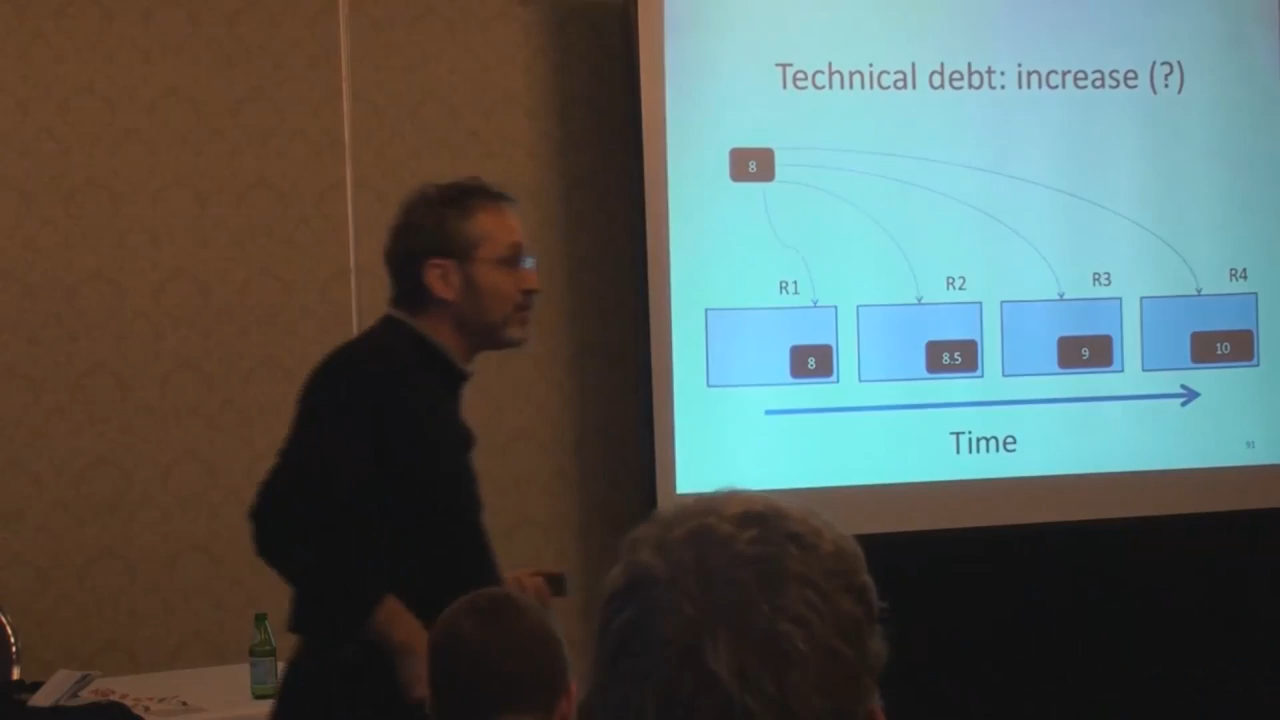 Technical debt: increase (?)
8
R1 R2 R3 R4
8 8.5 9 10
Time
91